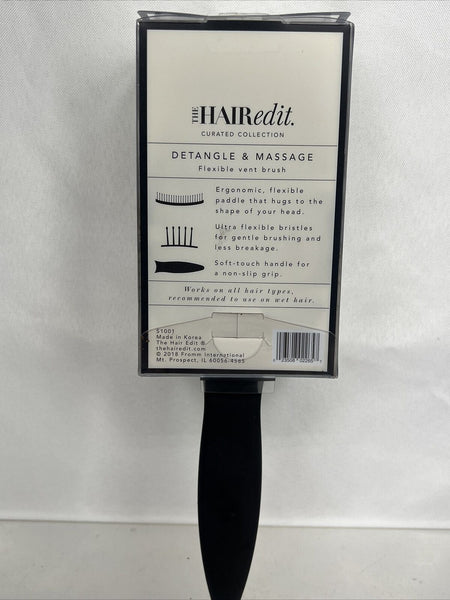 THE HAIRedit.
CURATED COLLECTION
DETANGLE & MASSAGE
Flexible vent brush
Ergonomic, flexible
paddle that hugs to the
shape of your head.
Ultra flexible bristles
for gentle brushing and
less breakage.
Soft-touch handle for
a non-slip grip.
Works on all hair types,
recommended to use on wet hair.
S1001
Made in Korea
The Hair Edit ®
thehairedit.com
© 2018 Fromm International
Mt. Prospect, IL 60056-4585